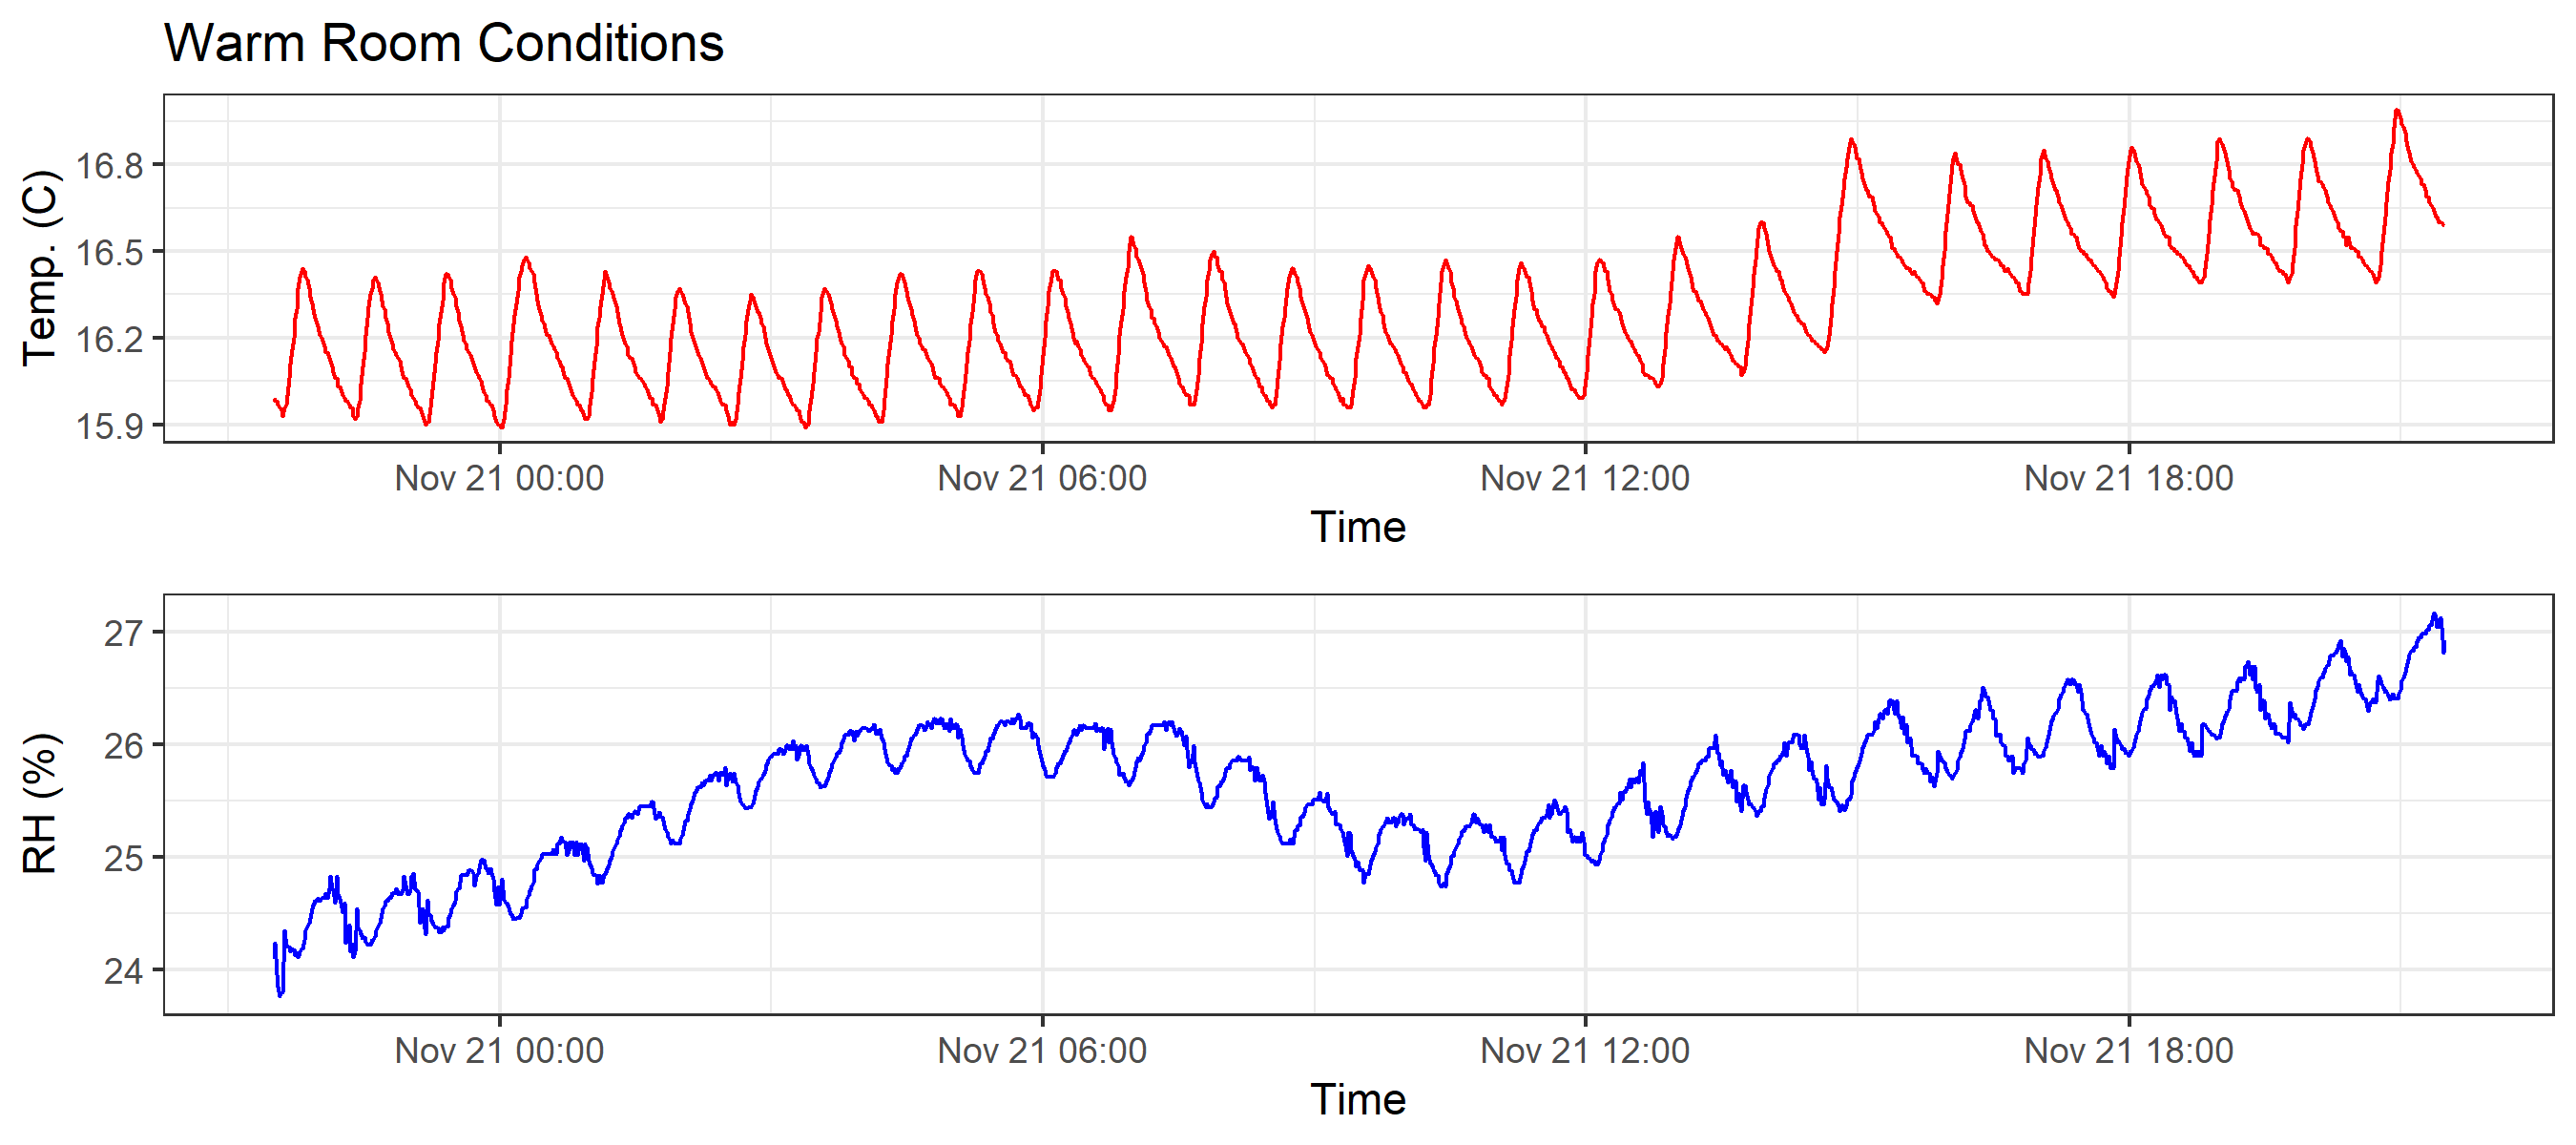 Warm Room Conditions
Temp. (C)
16.8
16.5
16.2
15.9
Nov 21 00:00 Nov 21 06:00 Nov 21 12:00 Nov 21 18:00
Time
RH (%)
27
26
25
24
Nov 21 00:00 Nov 21 06:00 Nov 21 12:00 Nov 21 18:00
Time